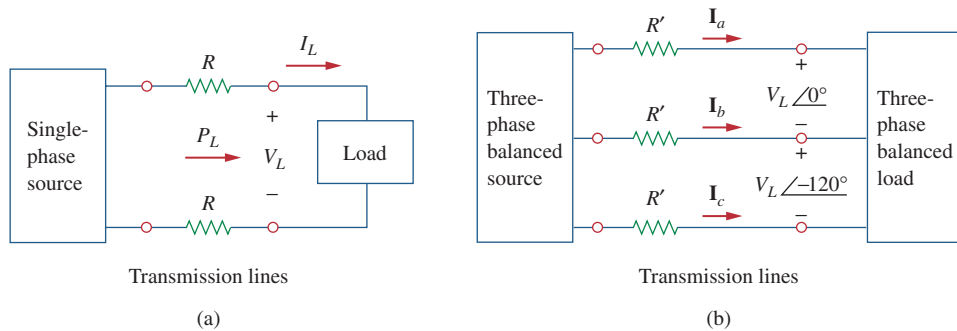 Single-
phase
source
R
R
I_L
P_L
+
V_L
−
Load
Transmission lines
(a)
Three-
phase
balanced
source
R′
I_a
+
V_L ∠0°
−
R′
I_b
+
V_L ∠−120°
−
R′
I_c
Three-
phase
balanced
load
Transmission lines
(b)